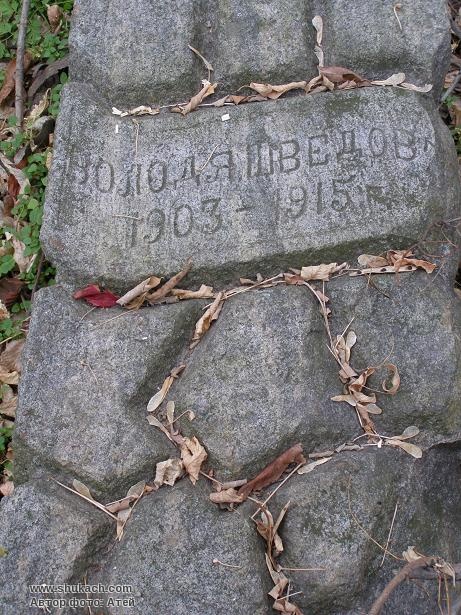 ВОЛОДЯ ШВЕДОВЪ
1903 - 1915 г.
www.shukach.com
Автор фото: Атей